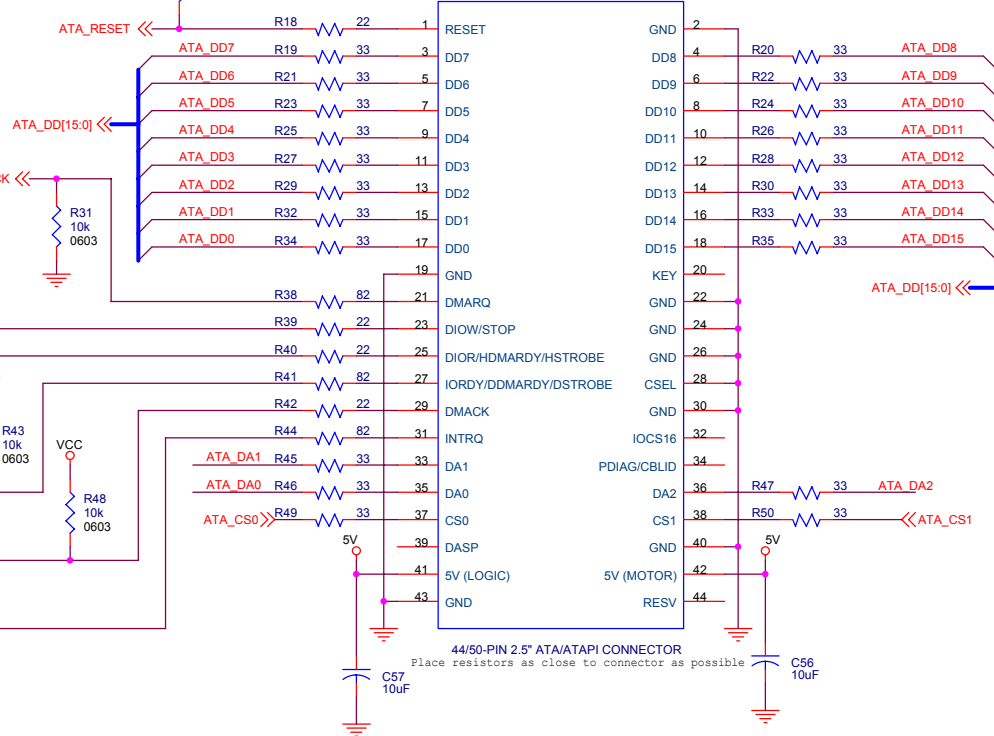 ATA_RESET R18 22 1 RESET GND 2
ATA_DD7 R19 33 3 DD7 DD8 4 R20 33 ATA_DD8
ATA_DD6 R21 33 5 DD6 DD9 6 R22 33 ATA_DD9
ATA_DD5 R23 33 7 DD5 DD10 8 R24 33 ATA_DD10
ATA_DD[15:0]
ATA_DD4 R25 33 9 DD4 DD11 10 R26 33 ATA_DD11
ATA_DD3 R27 33 11 DD3 DD12 12 R28 33 ATA_DD12
ATA_DD2 R29 33 13 DD2 DD13 14 R30 33 ATA_DD13
ATA_DD1 R32 33 15 DD1 DD14 16 R33 33 ATA_DD14
ATA_DD0 R34 33 17 DD0 DD15 18 R35 33 ATA_DD15
R31
10k
0603
19 GND KEY 20
ATA_DD[15:0]
R38 82 21 DMARQ GND 22
R39 22 23 DIOW/STOP GND 24
R40 22 25 DIOR/HDMARDY/HSTROBE GND 26
R41 82 27 IORDY/DDMARDY/DSTROBE CSEL 28
R42 22 29 DMACK GND 30
R44 82 31 INTRQ IOCS16 32
R43
10k
0603
VCC
ATA_DA1 R45 33 33 DA1 PDIAG/CBLID 34
ATA_DA0 R46 33 35 DA0 DA2 36 R47 33 ATA_DA2
R48
10k
0603
ATA_CS0 R49 33 37 CS0 CS1 38 R50 33 ATA_CS1
5V 39 DASP GND 40 5V
41 5V (LOGIC) 5V (MOTOR) 42
43 GND RESV 44
44/50-PIN 2.5" ATA/ATAPI CONNECTOR
Place resistors as close to connector as possible
C57
10uF
C56
10uF